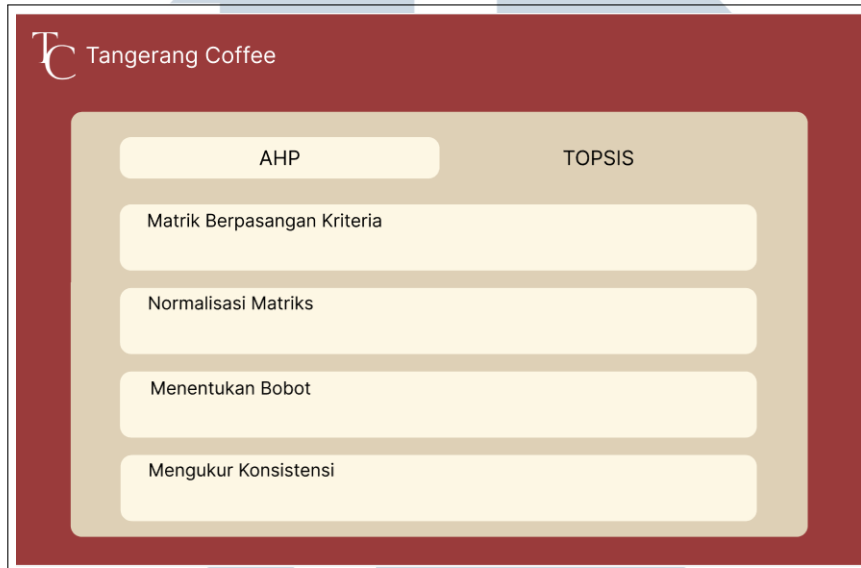 TC Tangerang Coffee
AHP TOPSIS
Matrik Berpasangan Kriteria
Normalisasi Matriks
Menentukan Bobot
Mengukur Konsistensi